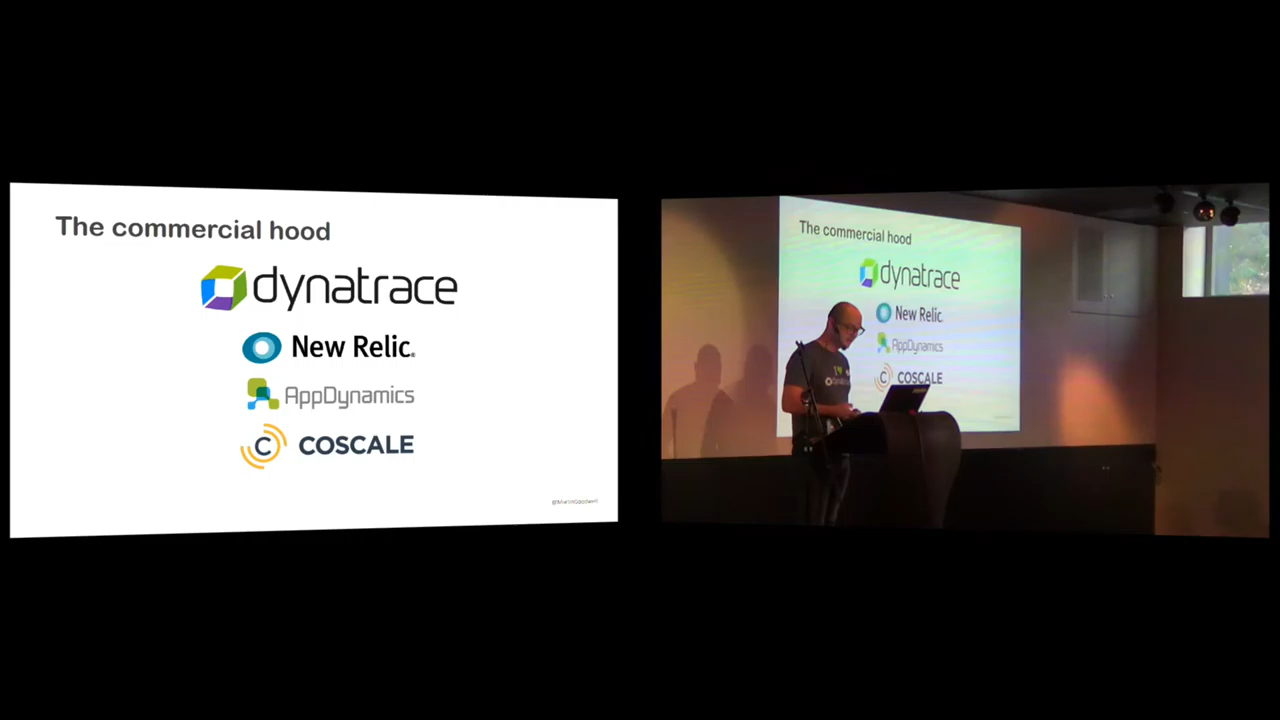 The commercial hood
dynatrace
New Relic.
AppDynamics
COSCALE
The commercial hood
dynatrace
New Relic.
AppDynamics
COSCALE